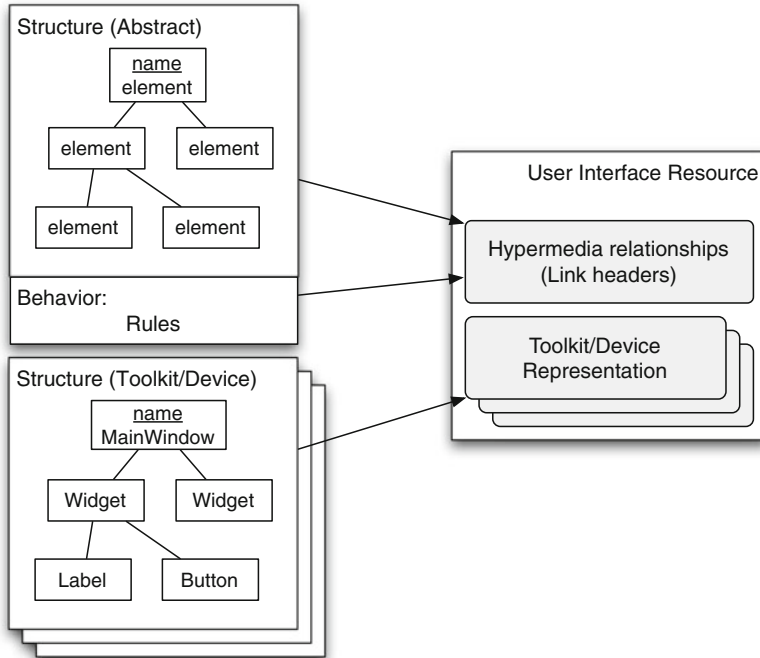 Structure (Abstract)
name
element
element
element
element
element
Behavior:
Rules
Structure (Toolkit/Device)
name
MainWindow
Widget
Widget
Label
Button
User Interface Resource
Hypermedia relationships
(Link headers)
Toolkit/Device
Representation